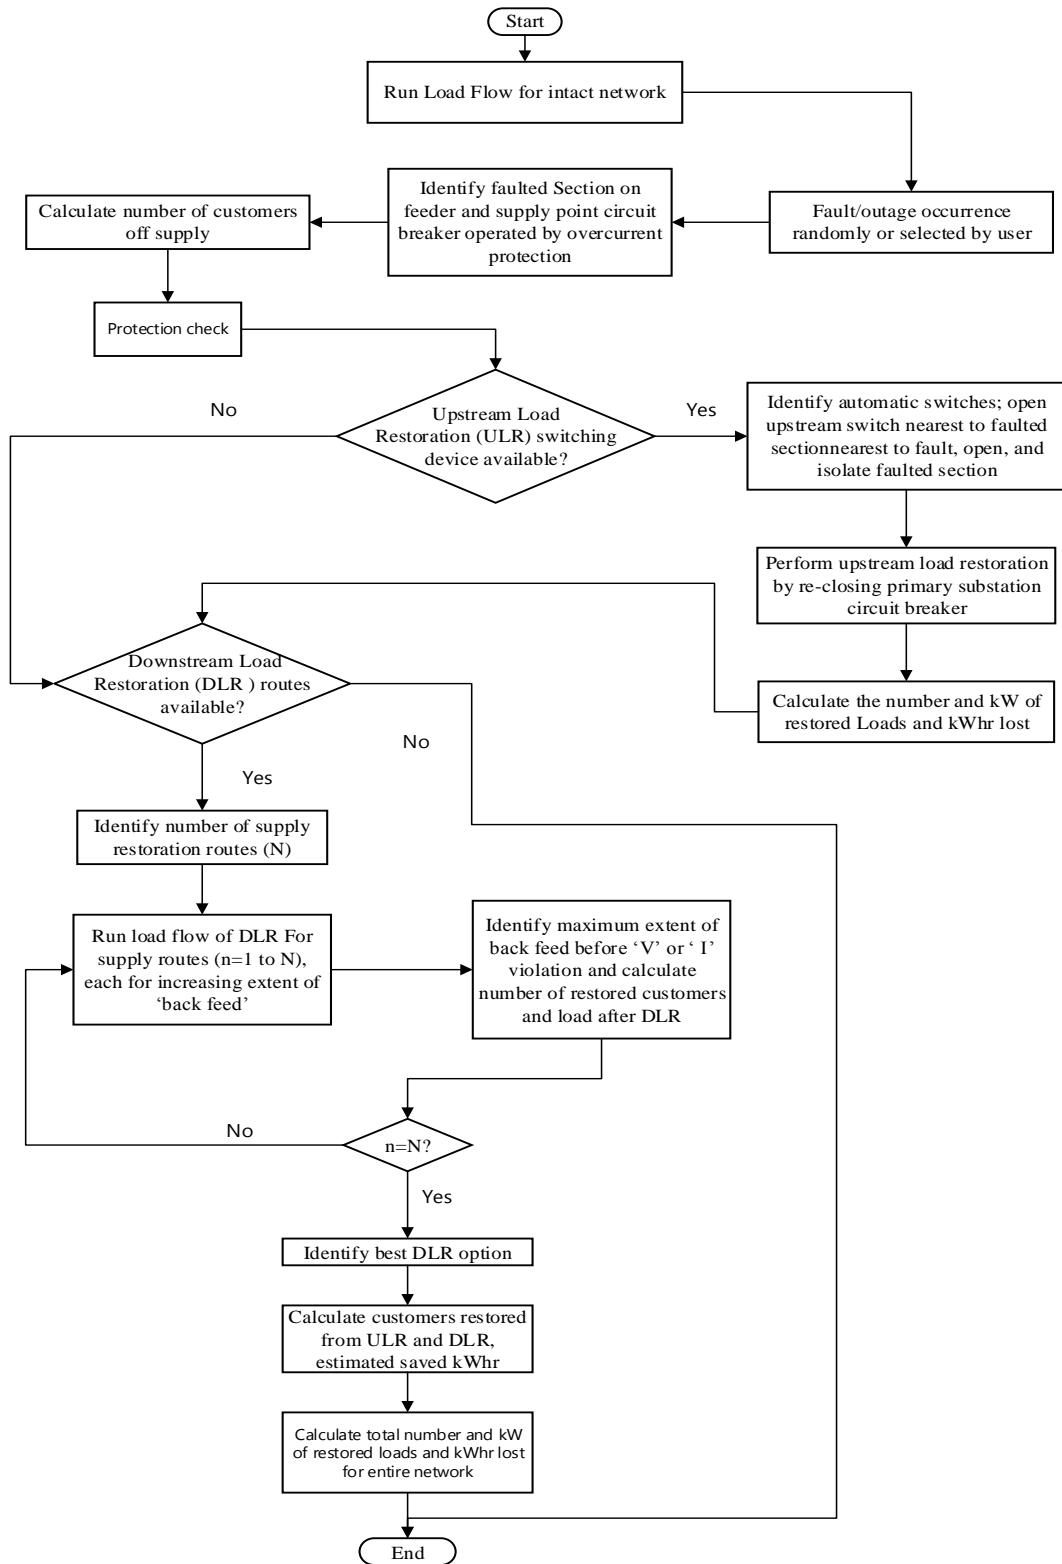 Start
Run Load Flow for intact network
Fault/outage occurrence
randomly or selected by user
Identify faulted Section on
feeder and supply point circuit
breaker operated by overcurrent
protection
Calculate number of customers
off supply
Protection check
Upstream Load
Restoration (ULR) switching
device available?
No
Yes
Identify automatic switches; open
upstream switch nearest to faulted
sectionnearest to fault, open, and
isolate faulted section
Perform upstream load restoration
by re-closing primary substation
circuit breaker
Calculate the number and kW of
restored Loads and kWhr lost
Downstream Load
Restoration (DLR ) routes
available?
No
Yes
Identify number of supply
restoration routes (N)
Run load flow of DLR For
supply routes (n=1 to N),
each for increasing extent of
‘back feed’
Identify maximum extent of
back feed before ‘V’ or ‘ I’
violation and calculate
number of restored customers
and load after DLR
n=N?
No
Yes
Identify best DLR option
Calculate customers restored
from ULR and DLR,
estimated saved kWhr
Calculate total number and kW
of restored loads and kWhr lost
for entire network
End